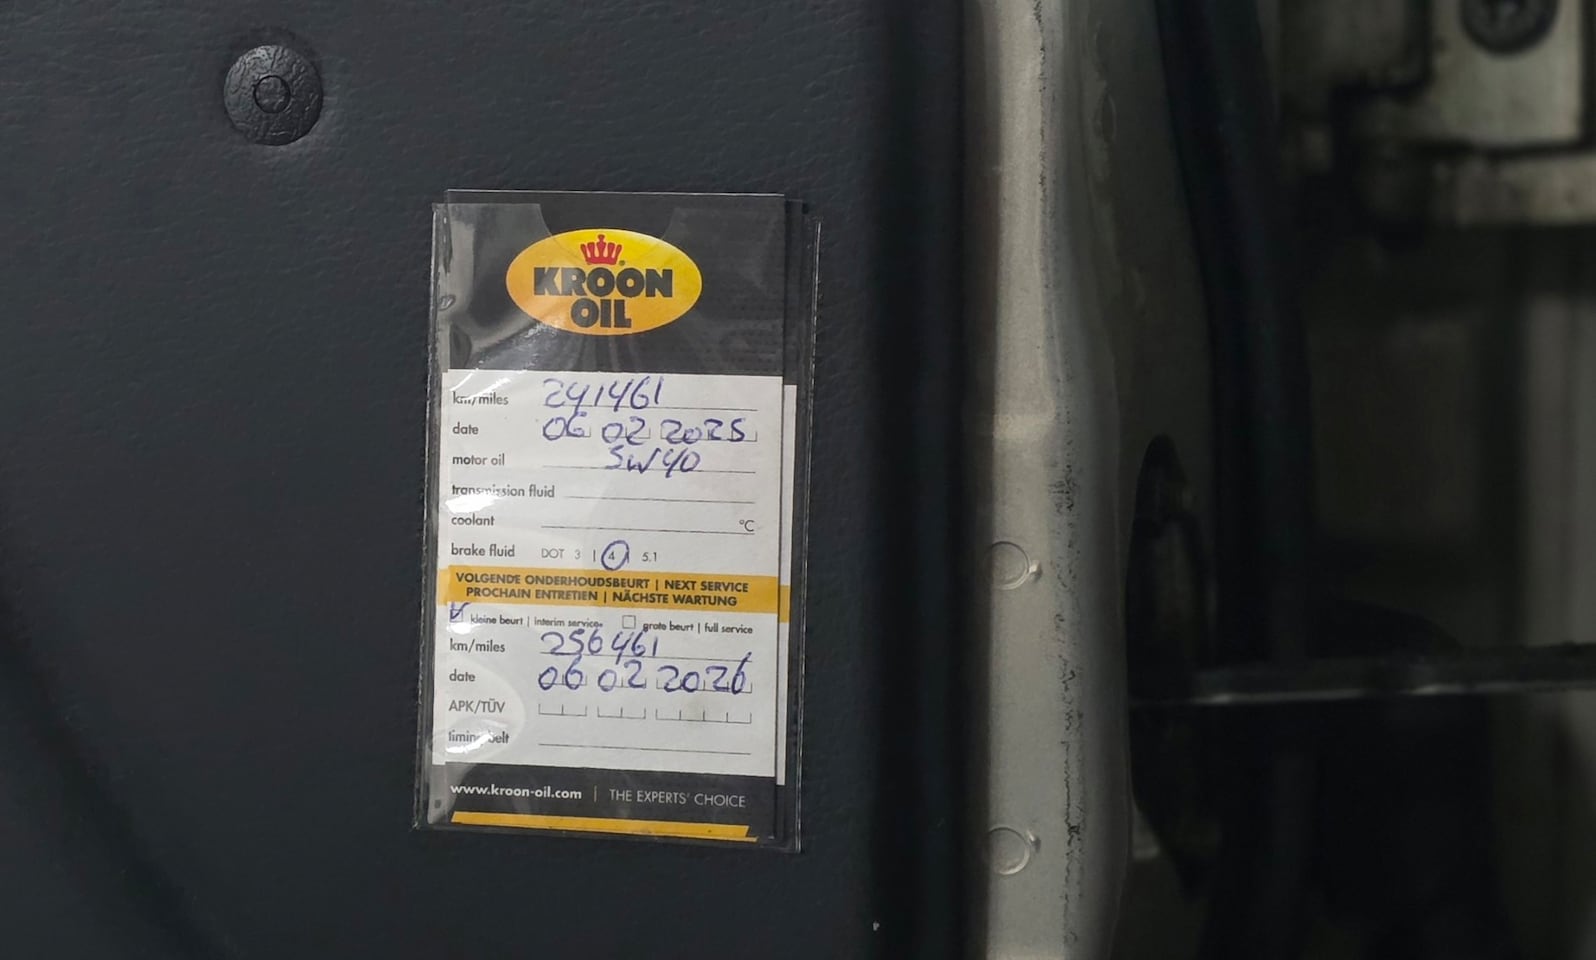 KROON
OIL
km/miles 241461
date 06 02 2025
motor oil 5W40
transmission fluid
coolant °C
brake fluid DOT 3 | 4 | 5.1
VOLGENDE ONDERHOUDSBEURT | NEXT SERVICE
PROCHAIN ENTRETIEN | NÄCHSTE WARTUNG
kleine beurt | interim service grote beurt | full service
km/miles 256461
date 06 02 2026
APK/TÜV
timing belt
www.kroon-oil.com | THE EXPERTS' CHOICE